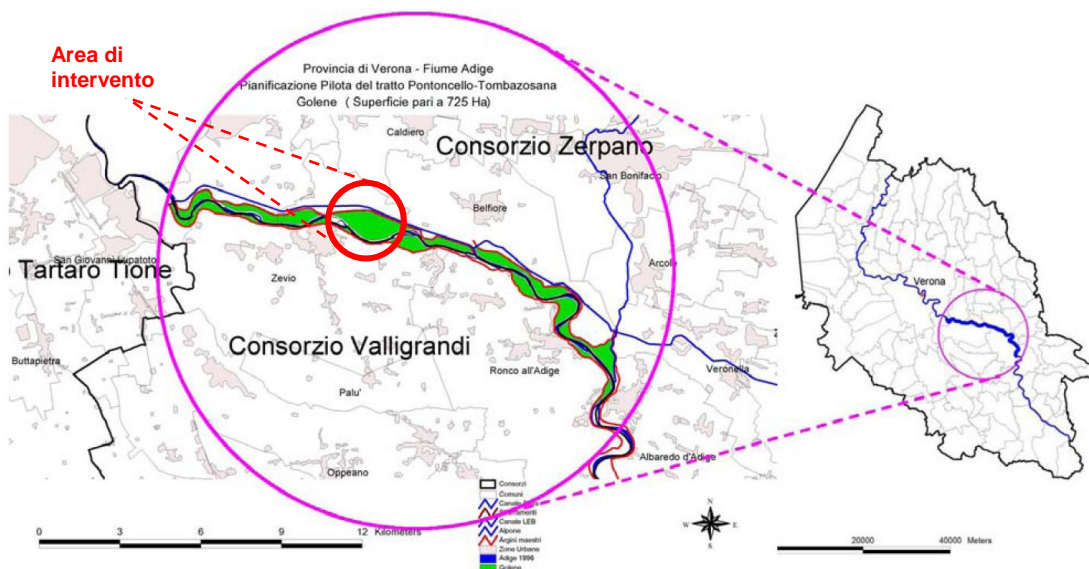 Area di
intervento
Provincia di Verona - Fiume Adige
Pianificazione Pilota del tratto Pontoncello-Tombazosana
Golene ( Superficie pari a 725 Ha)
Caldiero
Consorzio Zerpano
San Bonifacio
Belfiore
Arcole
Tartaro Tione
Zevio
Verona
Consorzio Valligrandi
Buttapietra
Ronco all'Adige
Veronella
Palu'
Albaredo d'Adige
Oppeano
Consorzi
Comuni
Canale
Canale LEB
Alpone
Argini maestri
Zone Urbane
Adige 1996
Golene
N
W E
S
0 3 6 9 12 Kilometers
20000 40000 Meters